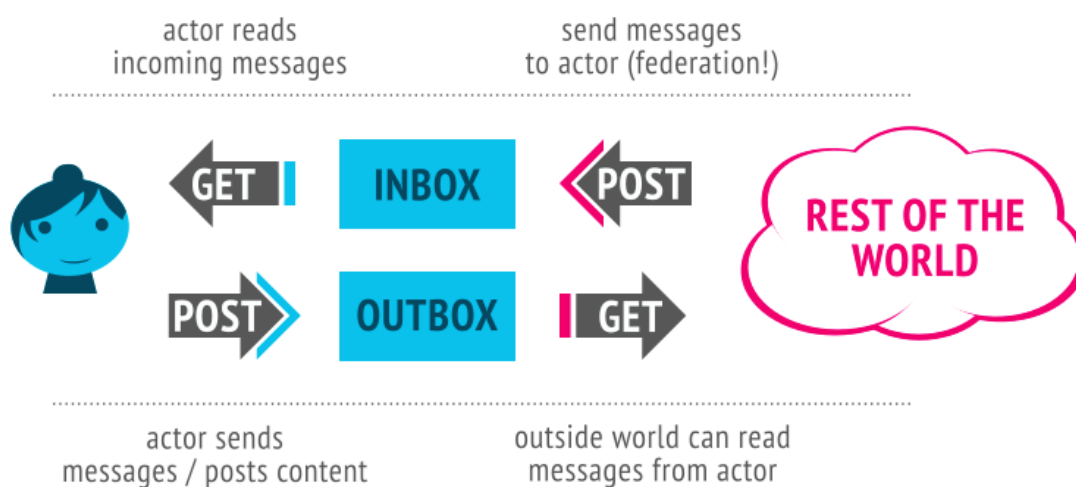 actor reads
incoming messages
send messages
to actor (federation!)
GET
INBOX
POST
REST OF THE
WORLD
POST
OUTBOX
GET
actor sends
messages / posts content
outside world can read
messages from actor